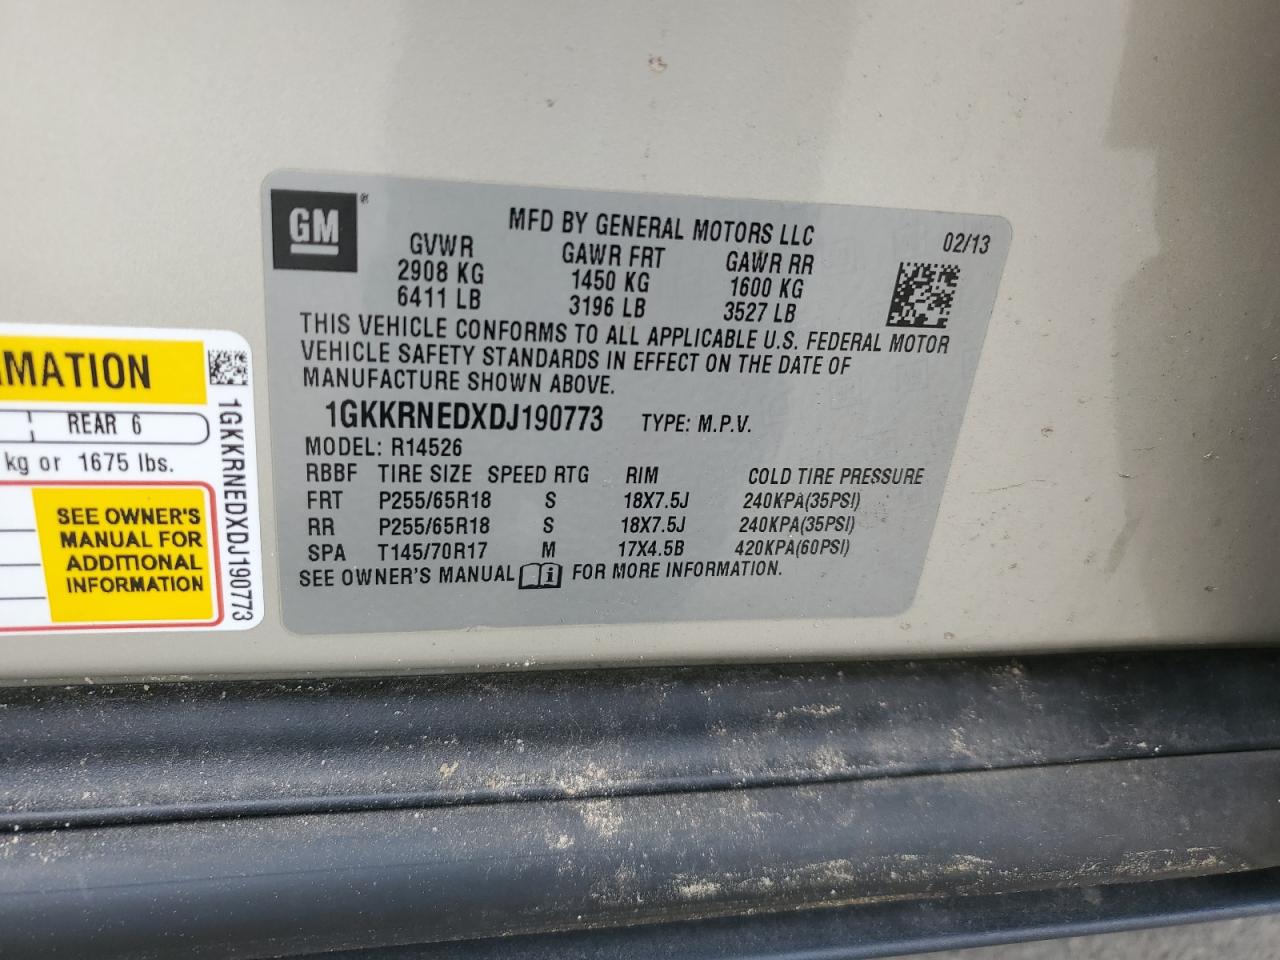 GM ®
MFD BY GENERAL MOTORS LLC
02/13
GVWR GAWR FRT GAWR RR
2908 KG 1450 KG 1600 KG
6411 LB 3196 LB 3527 LB
THIS VEHICLE CONFORMS TO ALL APPLICABLE U.S. FEDERAL MOTOR
VEHICLE SAFETY STANDARDS IN EFFECT ON THE DATE OF
MANUFACTURE SHOWN ABOVE.
1GKKRNEDXDJ190773 TYPE: M.P.V.
MODEL: R14526
RBBF TIRE SIZE SPEED RTG RIM COLD TIRE PRESSURE
FRT P255/65R18 S 18X7.5J 240KPA(35PSI)
RR P255/65R18 S 18X7.5J 240KPA(35PSI)
SPA T145/70R17 M 17X4.5B 420KPA(60PSI)
SEE OWNER'S MANUAL i FOR MORE INFORMATION.
MATION
REAR 6
kg or 1675 lbs.
SEE OWNER'S
MANUAL FOR
ADDITIONAL
INFORMATION
1GKKRNEDXDJ190773